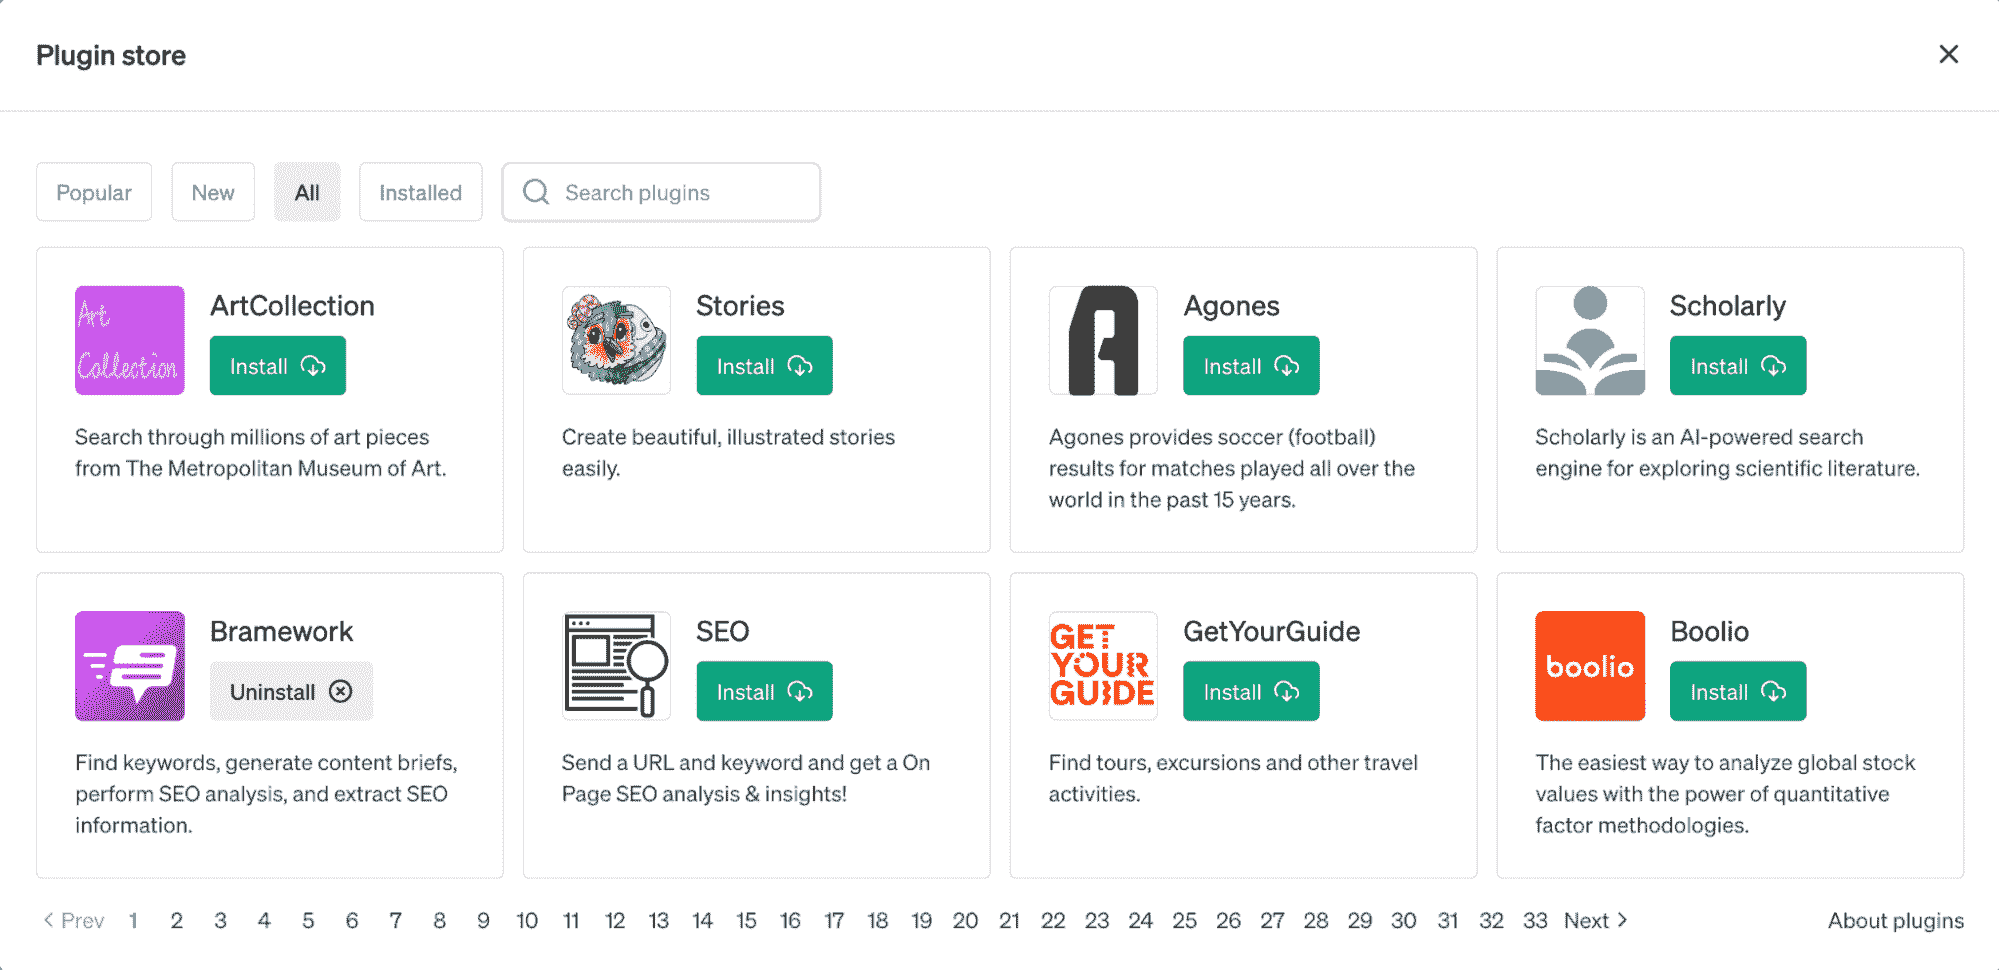 Plugin store
Popular
New
All
Installed
Search plugins
Art
Collection
ArtCollection
Install
Search through millions of art pieces
from The Metropolitan Museum of Art.
Stories
Install
Create beautiful, illustrated stories
easily.
Agones
Install
Agones provides soccer (football)
results for matches played all over the
world in the past 15 years.
Scholarly
Install
Scholarly is an AI-powered search
engine for exploring scientific literature.
Bramework
Uninstall
Find keywords, generate content briefs,
perform SEO analysis, and extract SEO
information.
SEO
Install
Send a URL and keyword and get a On
Page SEO analysis & insights!
GET
YOUR
GUIDE
GetYourGuide
Install
Find tours, excursions and other travel
activities.
boolio
Boolio
Install
The easiest way to analyze global stock
values with the power of quantitative
factor methodologies.
Prev 1 2 3 4 5 6 7 8 9 10 11 12 13 14 15 16 17 18 19 20 21 22 23 24 25 26 27 28 29 30 31 32 33 Next
About plugins